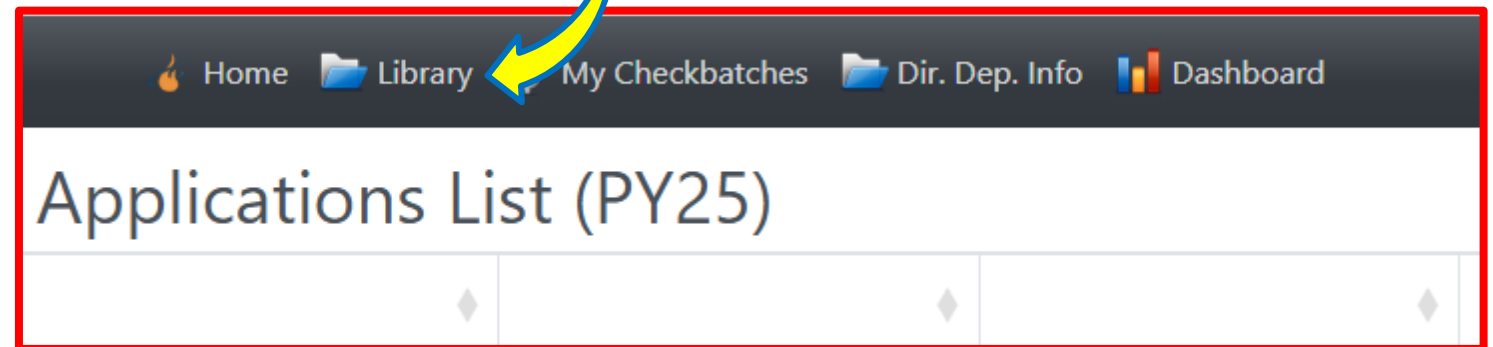 Home Library My Checkbatches Dir. Dep. Info Dashboard
Applications List (PY25)